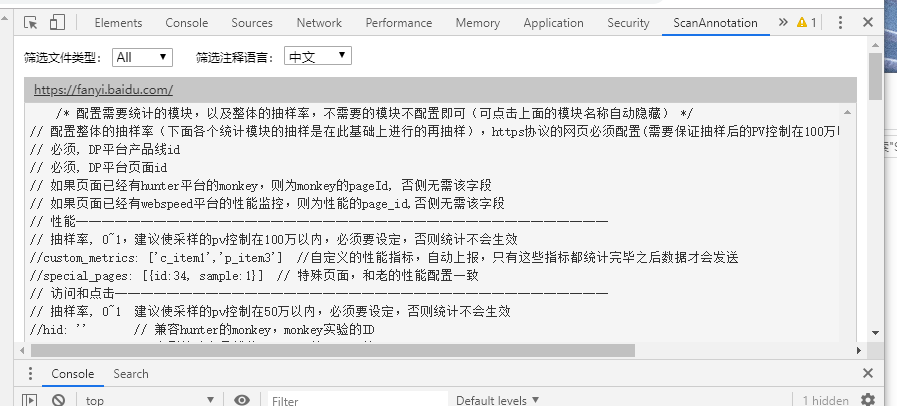 Elements Console Sources Network Performance Memory Application Security ScanAnnotation » 1
筛选文件类型： All 筛选注释语言： 中文
https://fanyi.baidu.com/
/* 配置需要统计的模块，以及整体的抽样率，不需要的模块不配置即可（可点击上面的模块名称自动隐藏） */
// 配置整体的抽样率（下面各个统计模块的抽样是在此基础上进行的再抽样），https协议的网页必须配置(需要保证抽样后的PV控制在100万以
// 必须, DP平台产品线id
// 必须, DP平台页面id
// 如果页面已经有hunter平台的monkey，则为monkey的pageId, 否侧无需该字段
// 如果页面已经有webspeed平台的性能监控，则为性能的page_id,否侧无需该字段
// 性能————————————————————————————————————————
// 抽样率, 0~1，建议使采样的pv控制在100万以内，必须要设定，否则统计不会生效
//custom_metrics: ['c_item1','p_item3'] //自定义的性能指标，自动上报，只有这些指标都统计完毕之后数据才会发送
//special_pages: [{id:34, sample:1}] // 特殊页面，和老的性能配置一致
// 访问和点击—————————————————————————————————————
// 抽样率, 0~1 建议使采样的pv控制在50万以内，必须要设定，否则统计不会生效
//hid: '' // 兼容hunter的monkey，monkey实验的ID
Console Search
top Filter Default levels 1 hidden